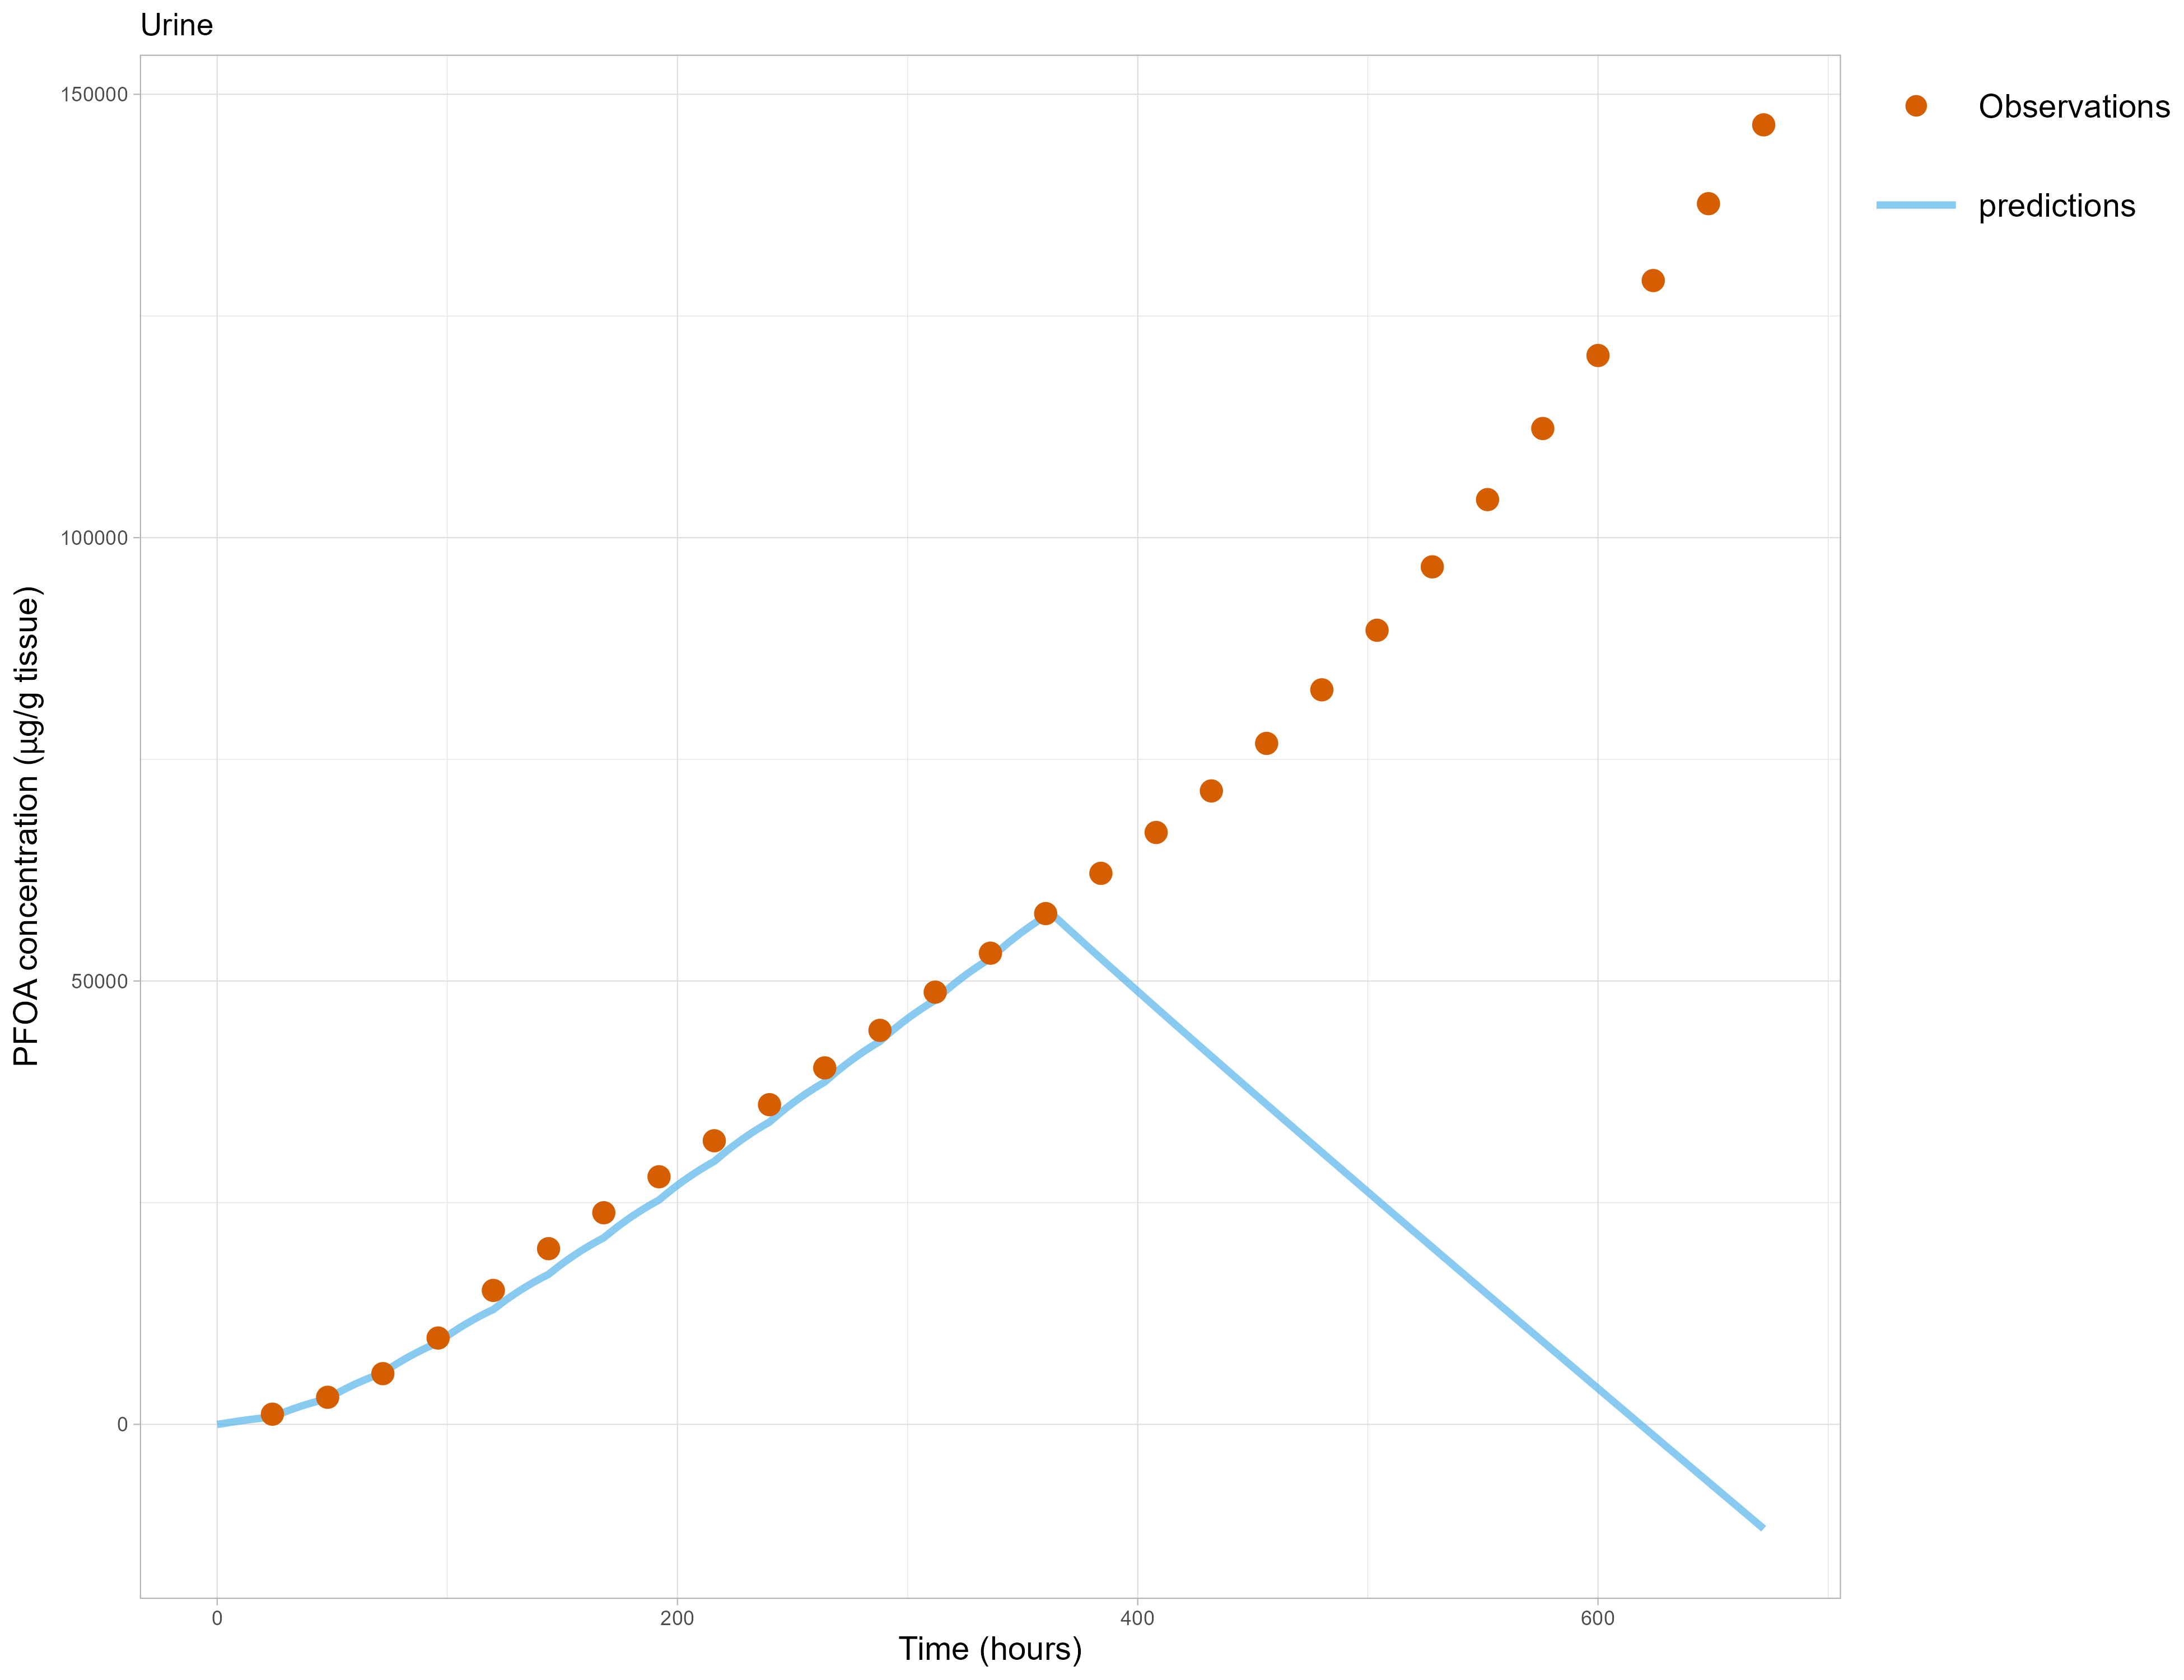 Urine
PFOA concentration (µg/g tissue)
150000
100000
50000
0
0
200
400
600
Time (hours)
Observations
predictions